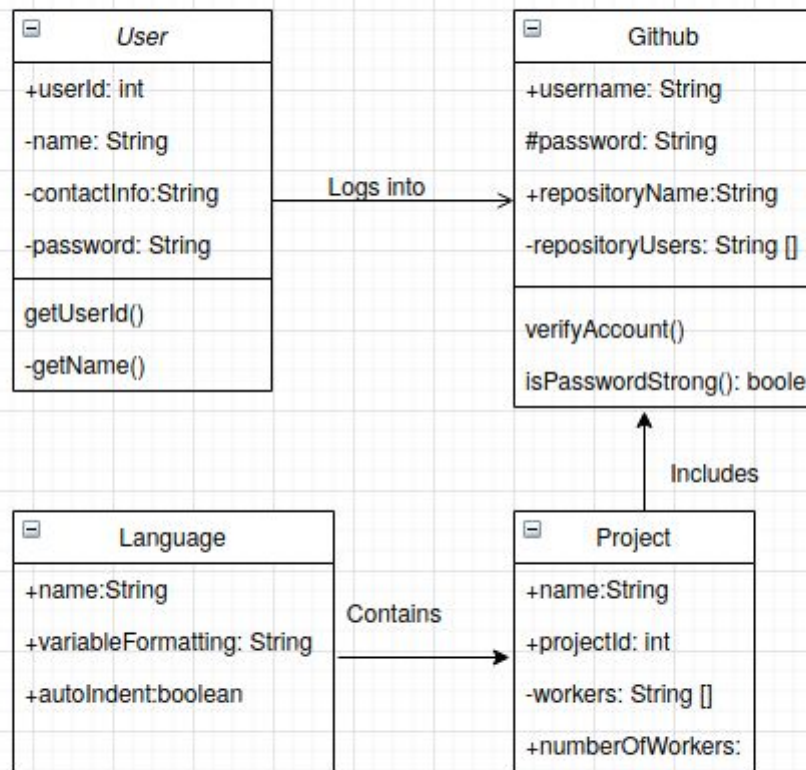 User
+userId: int
-name: String
-contactInfo:String
-password: String
getUserId()
-getName()
Logs into
Github
+username: String
#password: String
+repositoryName:String
-repositoryUsers: String []
verifyAccount()
isPasswordStrong(): boole
Includes
Language
+name:String
+variableFormatting: String
+autoIndent:boolean
Contains
Project
+name:String
+projectId: int
-workers: String []
+numberOfWorkers: